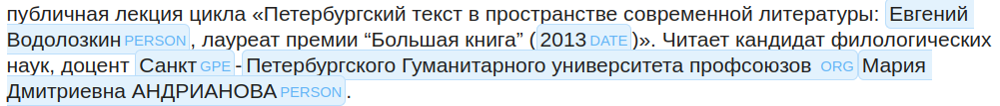 публичная лекция цикла «Петербургский текст в пространстве современной литературы: Евгений
Водолозкин PERSON , лауреат премии “Большая книга” ( 2013 DATE )». Читает кандидат филологических
наук, доцент Санкт GPE - Петербургского Гуманитарного университета профсоюзов ORG Мария
Дмитриевна АНДРИАНОВА PERSON .